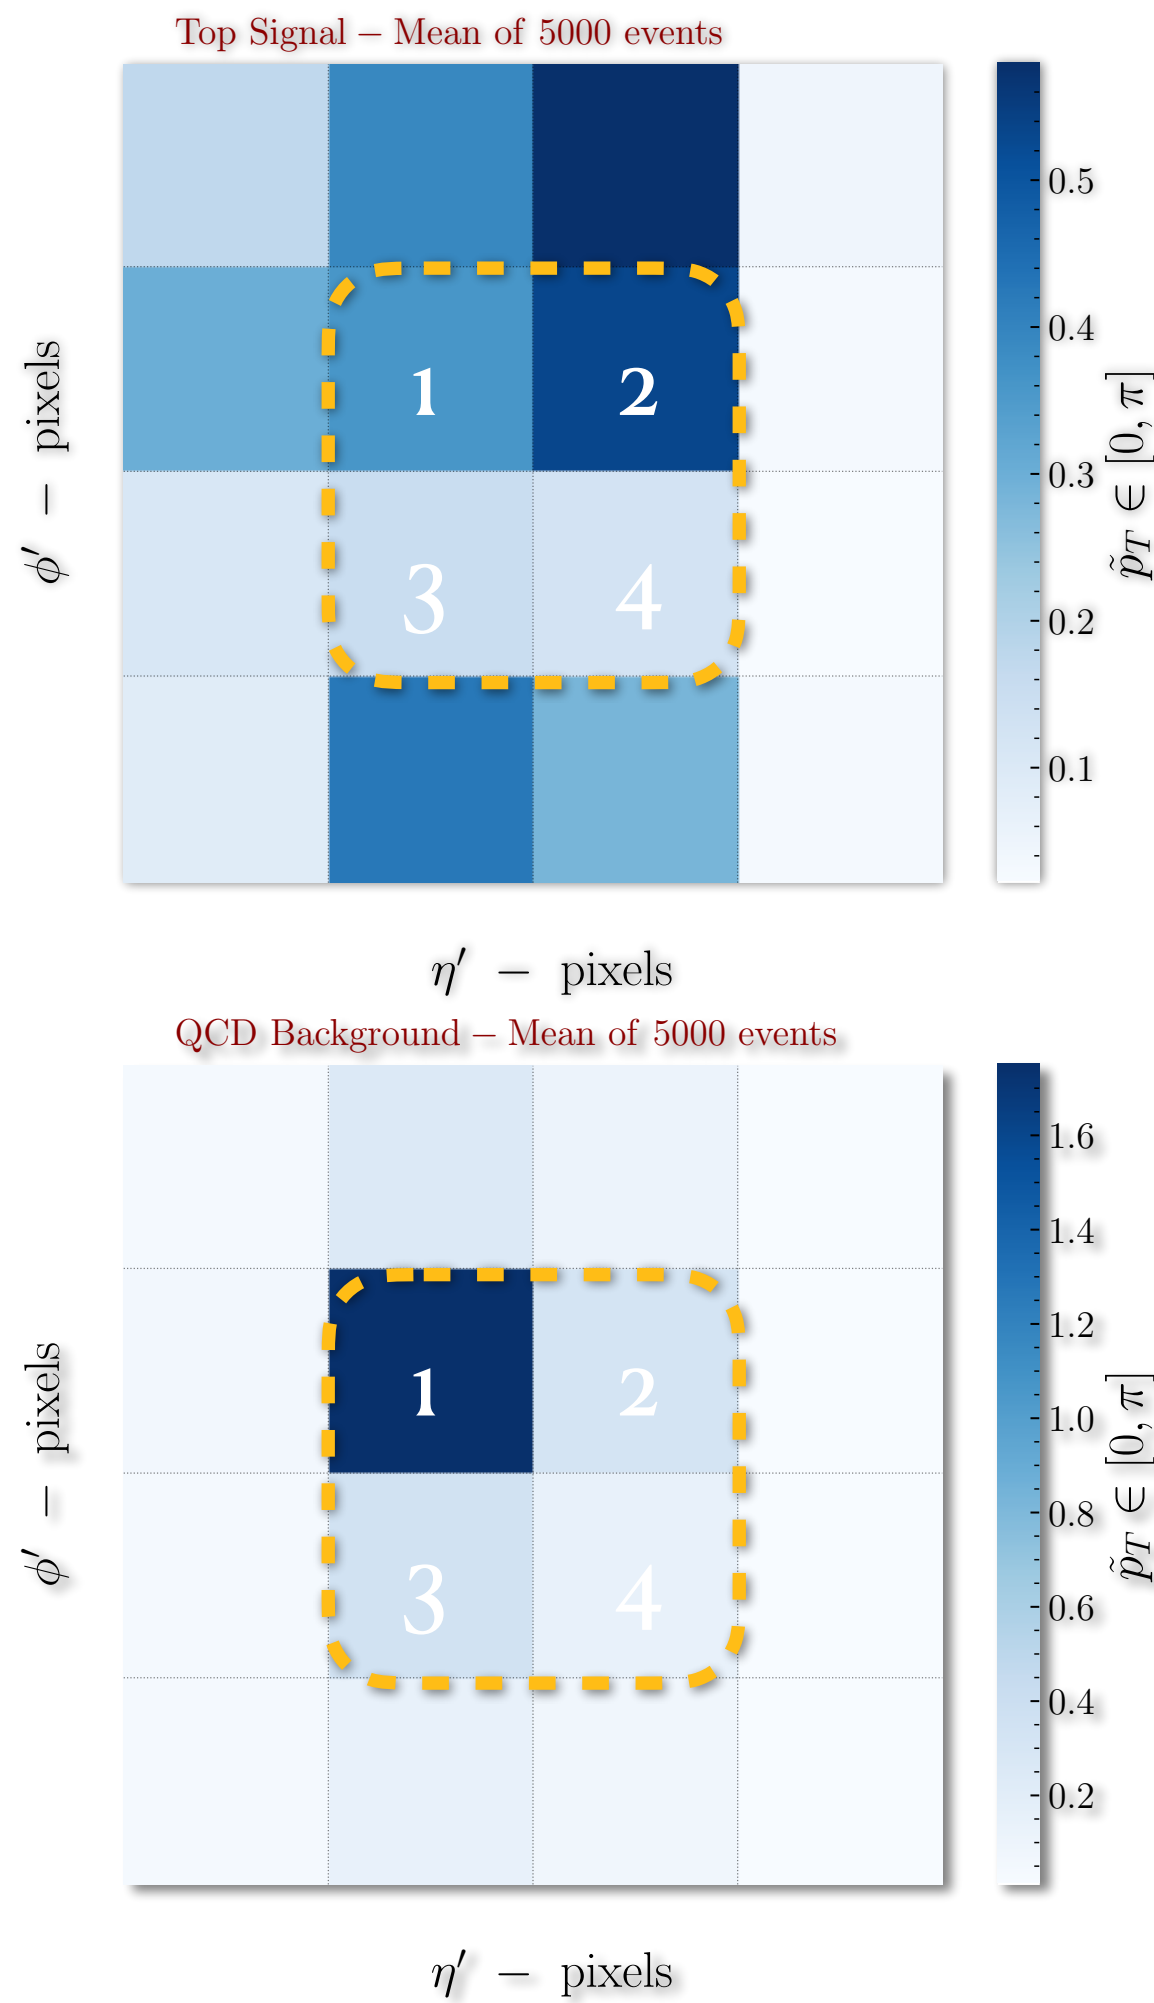 Top Signal – Mean of 5000 events
0.5
0.4
0.3
0.2
0.1
p̃_T ∈ [0, π]
ϕ′ − pixels
1 2
3 4
η′ − pixels
QCD Background – Mean of 5000 events
1.6
1.4
1.2
1.0
0.8
0.6
0.4
0.2
p̃_T ∈ [0, π]
ϕ′ − pixels
1 2
3 4
η′ − pixels